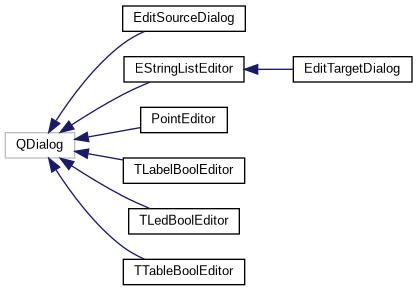 EditSourceDialog
EStringListEditor
EditTargetDialog
PointEditor
QDialog
TLabelBoolEditor
TLedBoolEditor
TTableBoolEditor